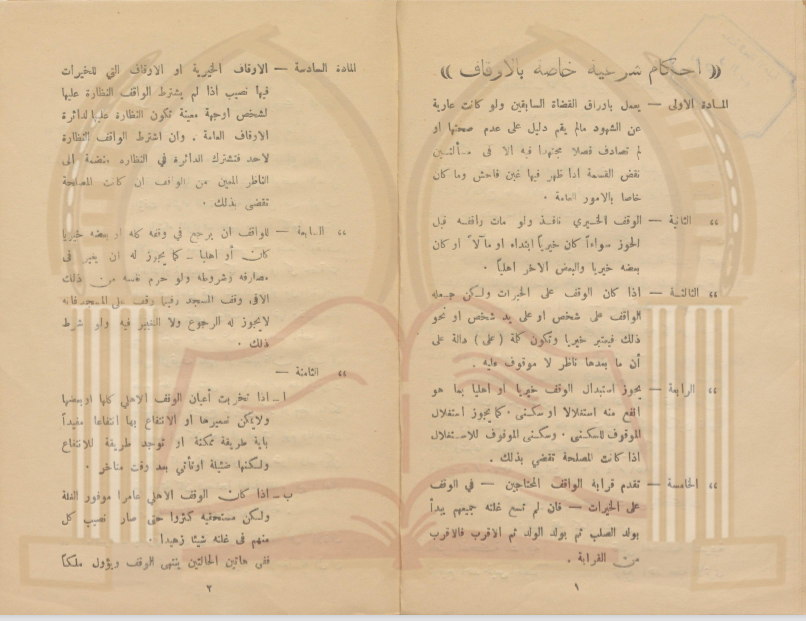 « احكام شرعية خاصة بالاوقاف »
المادة الاولى — يعمل باوراق القضاة السابقين ولو كانت عارية
عن الشهود مالم يقم دليل على عدم صحتها او
لم تصادف فصلا مجتهدا فيه الا في مسألتين
نقض القسمة اذا ظهر فيها غبن فاحش وما كان
خاصا بالامور العامة .
« الثانية — الوقف الخيري نافذ ولو مات واقفه قبل
الحوز سواءاً كان خيرياً ابتداء او مآلاً او كان
بعضه خيريا والبعض الآخر اهلياً .
« الثالثة — اذا كان الوقف على الخيرات ولكن جعله
الواقف على شخص او على يد شخص او نحو
ذلك فيعتبر خيريا وتكون كلمة (على) دالة على
أن ما بعدها ناظر لا موقوف عليه .
« الرابعة — يجوز استبدال الوقف خيريا او اهليا بما هو
انفع منه استغلالا او سكنى . كما يجوز استغلال
الموقوف للسكنى . وسكنى الموقوف للاستغلال
اذا كانت المصلحة تقضي بذلك .
« الخامسة — تقدم قرابة الواقف المحتاجين — في الوقف
على الخيرات — فان لم تسع غلته جميعهم يبدأ
بولد الصلب ثم بولد الولد ثم الاقرب فالاقرب
من القرابة .
١
المادة السادسة — الاوقاف الخيرية او الاوقاف التي للخيرات
فيها نصيب اذا لم يشترط الواقف النظارة عليها
لشخص اوجهة معينة تكون النظارة عليها لدائرة
الاوقاف العامة . وان اشترط الواقف النظارة
لاحد فتشترك الدائرة في النظارة منضمة الى
الناظر المعين من الواقف ان كانت المصلحة
تقضى بذلك .
« السابعة — للواقف ان يرجع في وقفه كله او بعضه خيريا
كان أو اهليا — كما يجوز له ان يغير في
مصارفه وشروطه ولو حرم نفسه من ذلك
الا في وقف المسجد وفيما وقف على المسجد فانه
لايجوز له الرجوع ولا التغيير فيه ولو شرط
ذلك .
« الثامنة —
ا — اذا تخربت أعيان الوقف الاهلي كلها او بعضها
ولايمكن تعميرها او الانتفاع بها انتفاعا مفيداً
باية طريقة ممكنة او توجد طريقة للانتفاع
ولكنها ضئيلة اوتأتي بعد وقت متاخر .
ب — اذا كان الوقف الاهلي عامرا موفور الغلة
ولكن مستحقيه كثروا حتى صار نصيب كل
منهم في غلته شيئا زهيدا .
ففى هاتين الحالتين ينتهى الوقف ويؤول ملكاً
٢